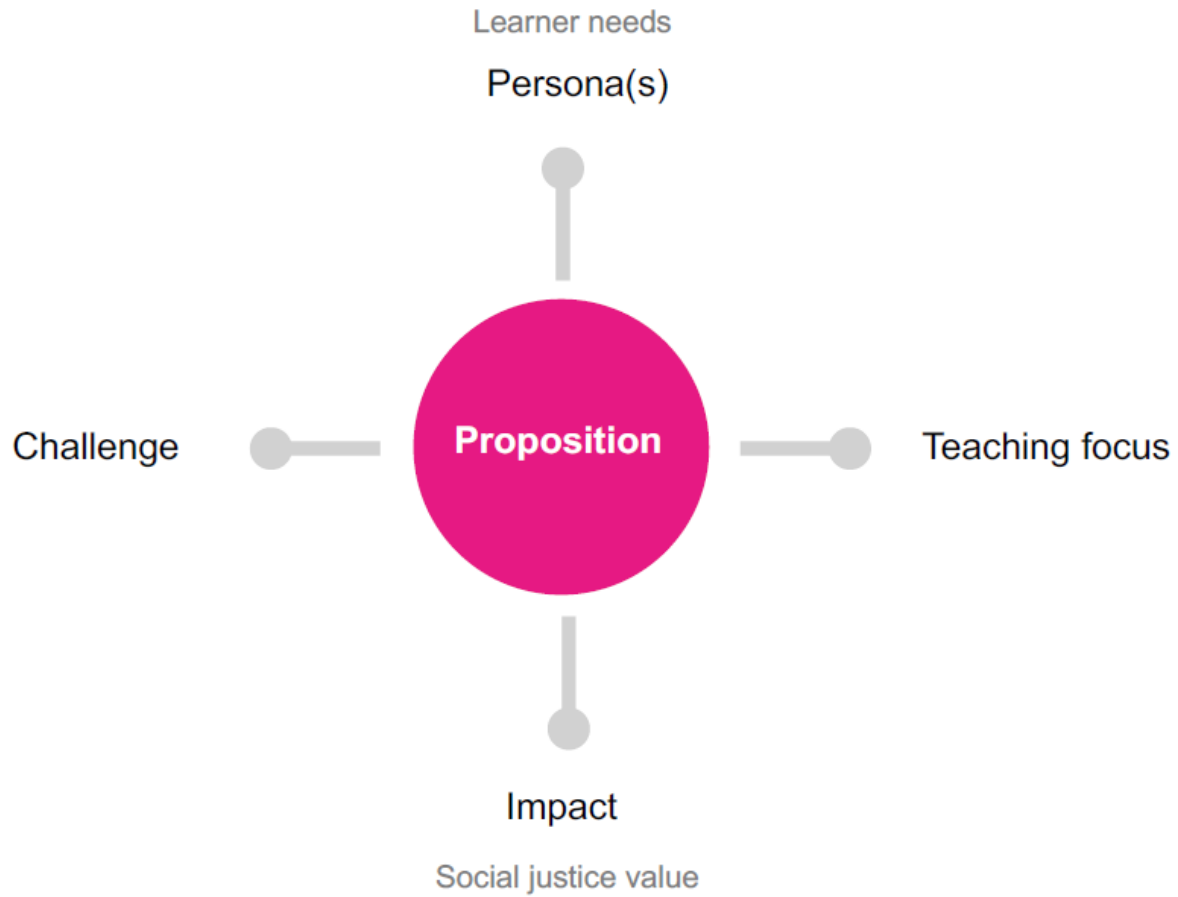 Learner needs
Persona(s)
Challenge
Proposition
Teaching focus
Impact
Social justice value